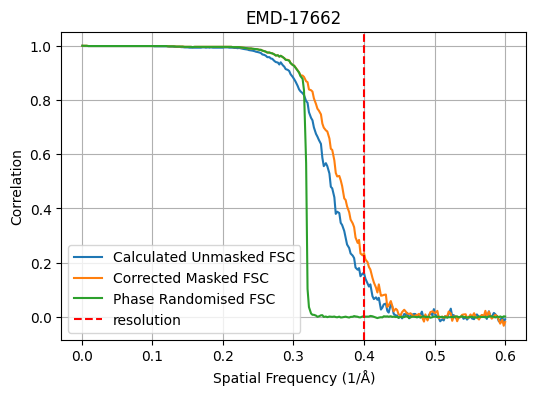 EMD-17662
1.0
0.8
0.6
0.4
0.2
0.0
Correlation
Calculated Unmasked FSC
Corrected Masked FSC
Phase Randomised FSC
resolution
0.0 0.1 0.2 0.3 0.4 0.5 0.6
Spatial Frequency (1/Å)